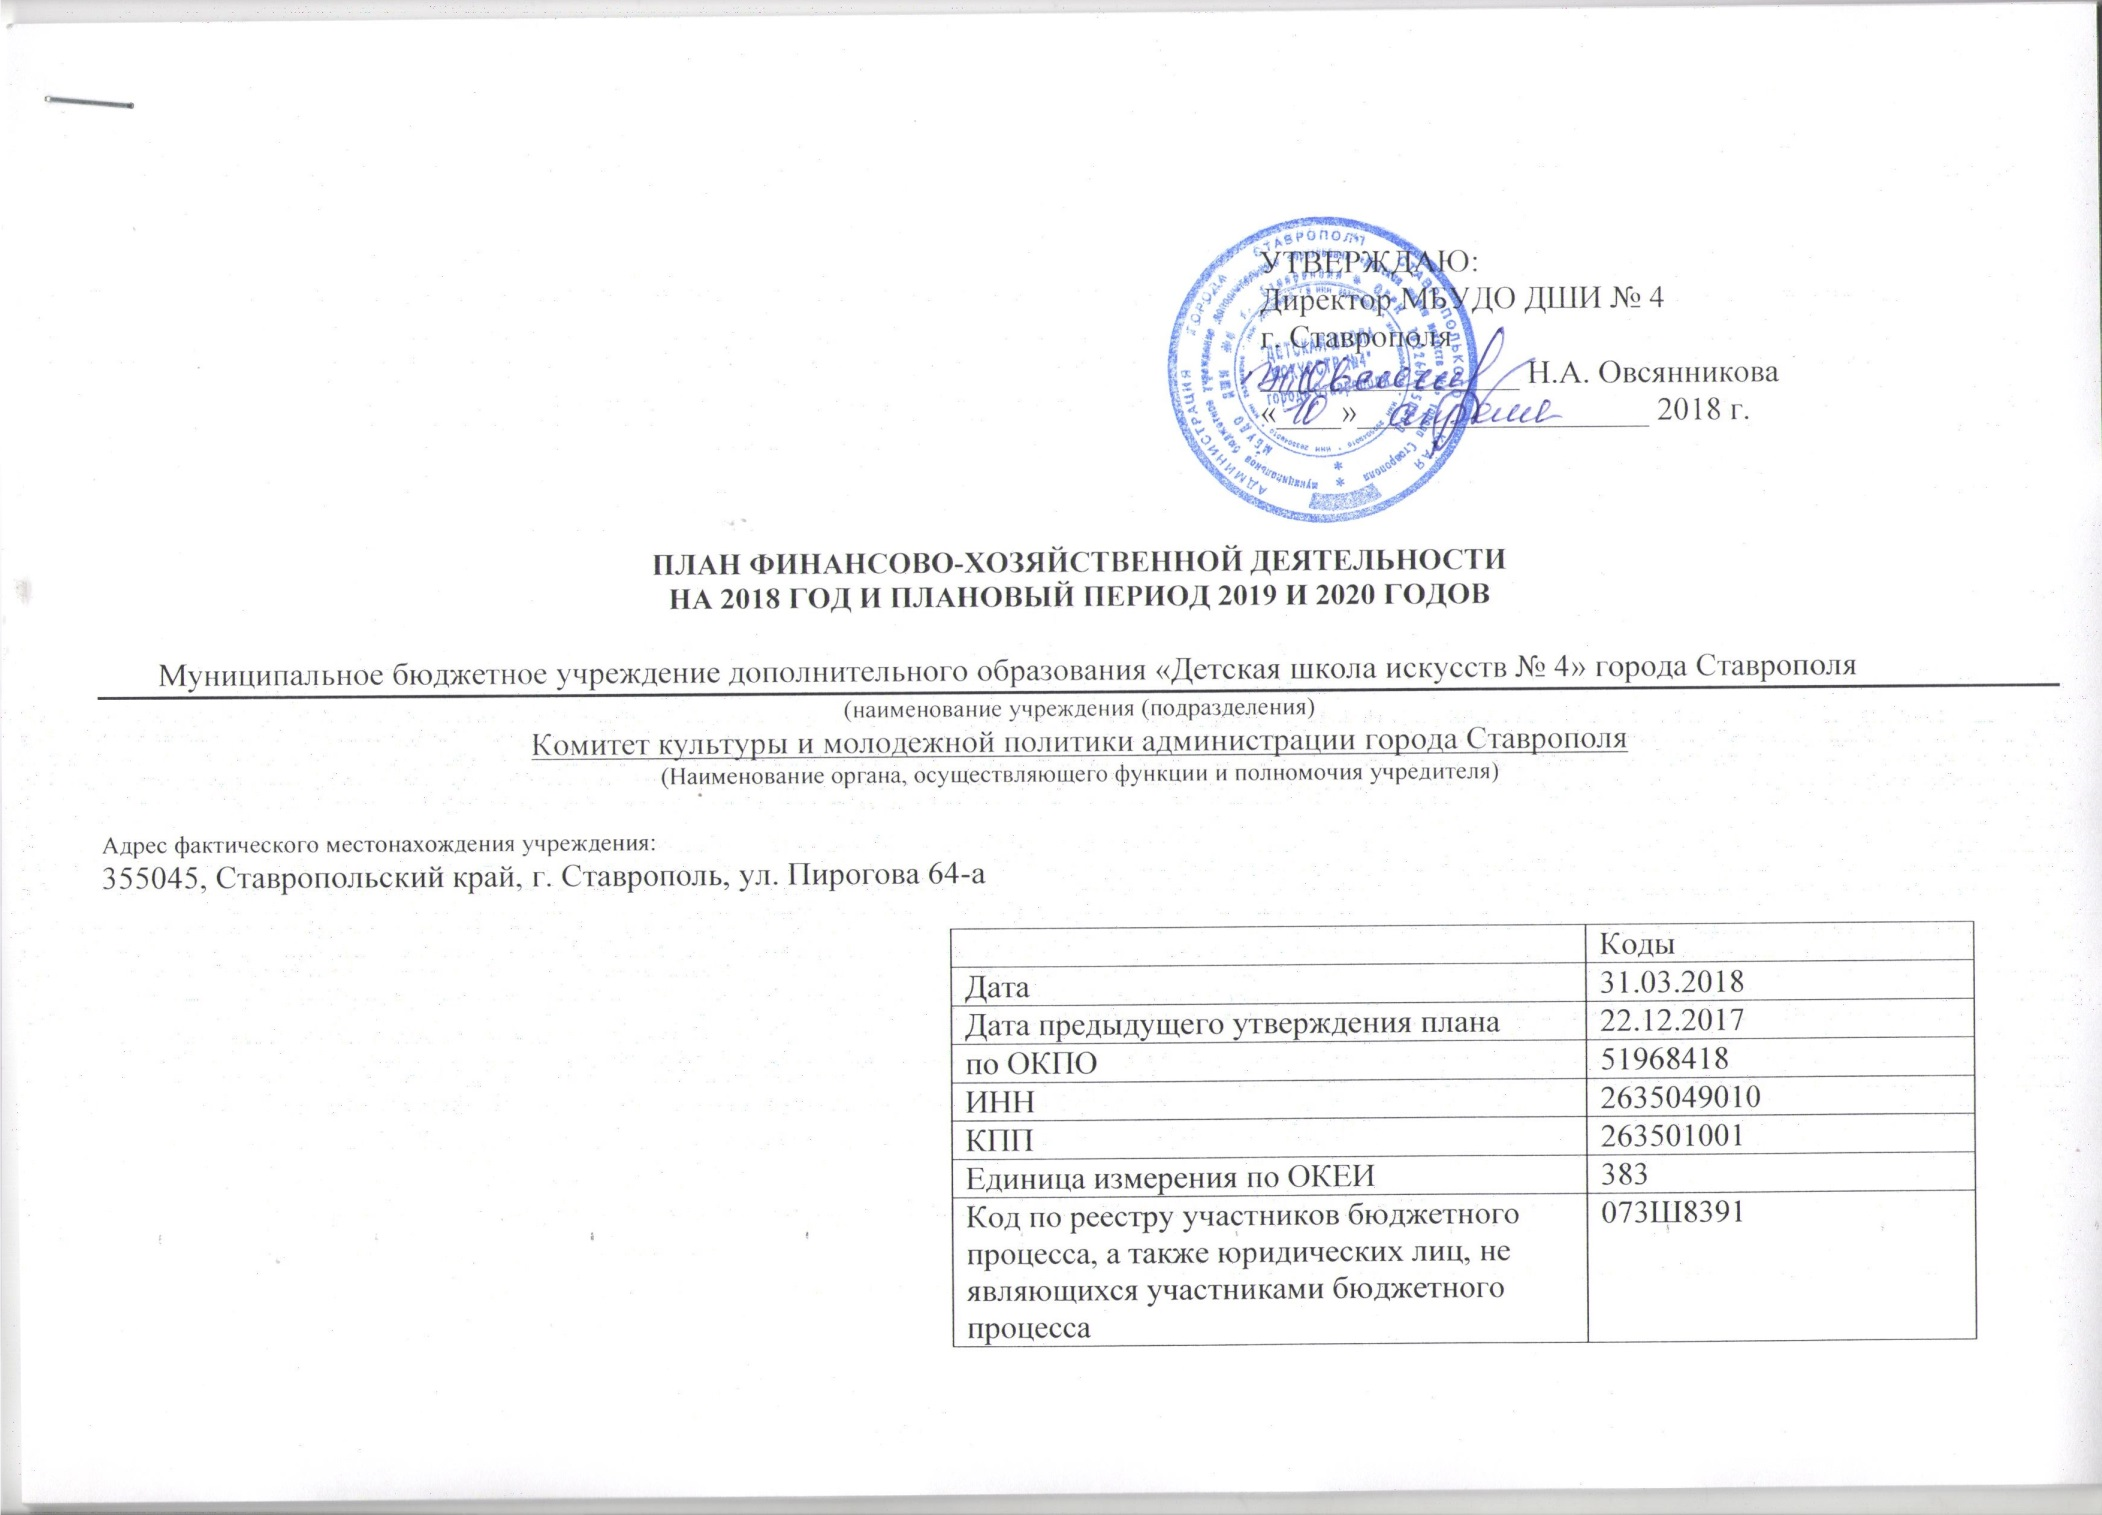 УТВЕРЖДАЮ:
Директор МБУДО ДШИ № 4
г. Ставрополя
Н.А. Овсянникова
« 10 » апреля 2018 г.
ПЛАН ФИНАНСОВО-ХОЗЯЙСТВЕННОЙ ДЕЯТЕЛЬНОСТИ
НА 2018 ГОД И ПЛАНОВЫЙ ПЕРИОД 2019 И 2020 ГОДОВ
Муниципальное бюджетное учреждение дополнительного образования «Детская школа искусств № 4» города Ставрополя
(наименование учреждения (подразделения)
Комитет культуры и молодежной политики администрации города Ставрополя
(Наименование органа, осуществляющего функции и полномочия учредителя)
Адрес фактического местонахождения учреждения:
355045, Ставропольский край, г. Ставрополь, ул. Пирогова 64-а
Коды
Дата 31.03.2018
Дата предыдущего утверждения плана 22.12.2017
по ОКПО 51968418
ИНН 2635049010
КПП 263501001
Единица измерения по ОКЕИ 383
Код по реестру участников бюджетного 073Ш8391
процесса, а также юридических лиц, не
являющихся участниками бюджетного
процесса